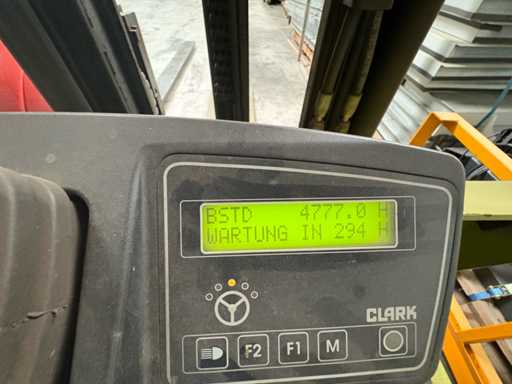 BSTD 4777.0 H
WARTUNG IN 294 H
CLARK
F2 F1 M